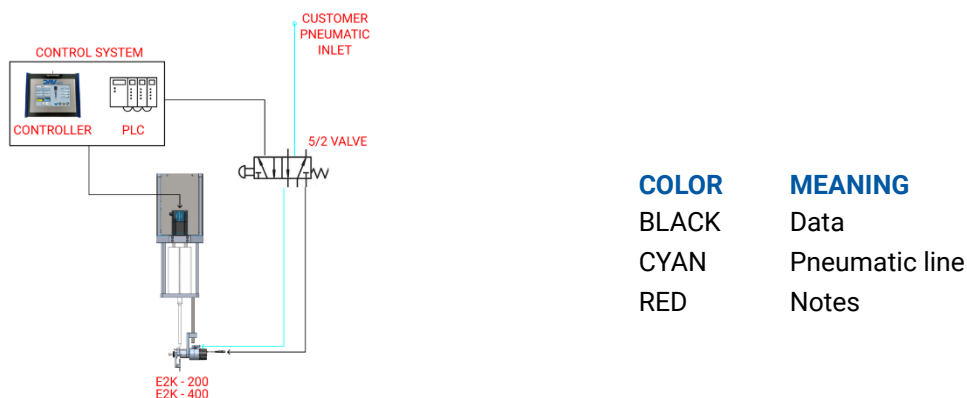 CUSTOMER
PNEUMATIC
INLET
CONTROL SYSTEM
CONTROLLER
PLC
5/2 VALVE
E2K - 200
E2K - 400
COLOR MEANING
BLACK Data
CYAN Pneumatic line
RED Notes